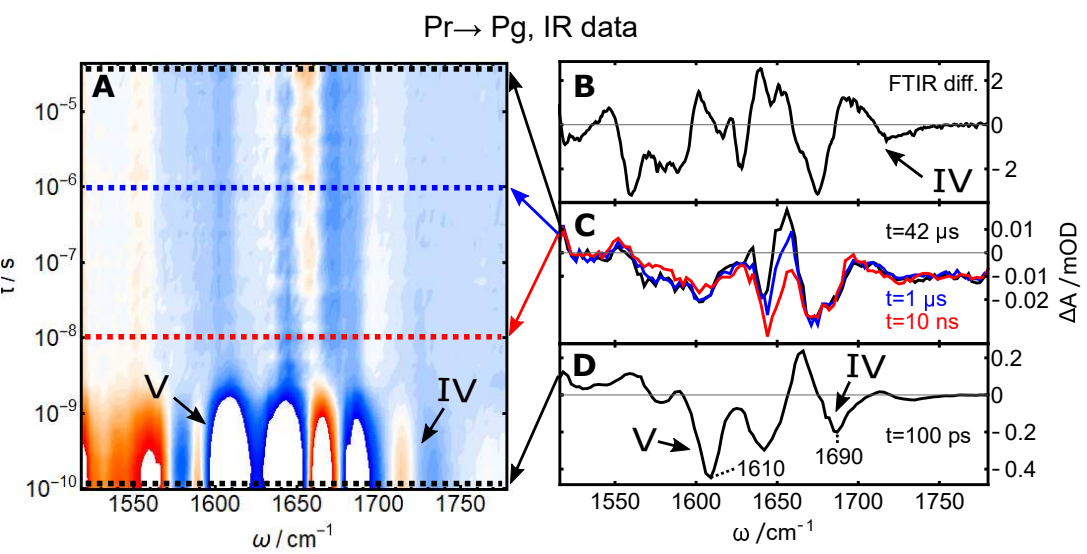 Pr→ Pg, IR data
A
10⁻⁵
10⁻⁶
10⁻⁷
10⁻⁸
10⁻⁹
10⁻¹⁰
τ / s
V
IV
1550
1600
1650
1700
1750
ω / cm⁻¹
B
FTIR diff.
2
0
- 2
IV
C
t=42 μs
t=1 μs
t=10 ns
0.01
0
- 0.01
- 0.02
ΔA / mOD
D
IV
V
1610
1690
t=100 ps
0.2
0
- 0.2
- 0.4
1550
1600
1650
1700
1750
ω /cm⁻¹